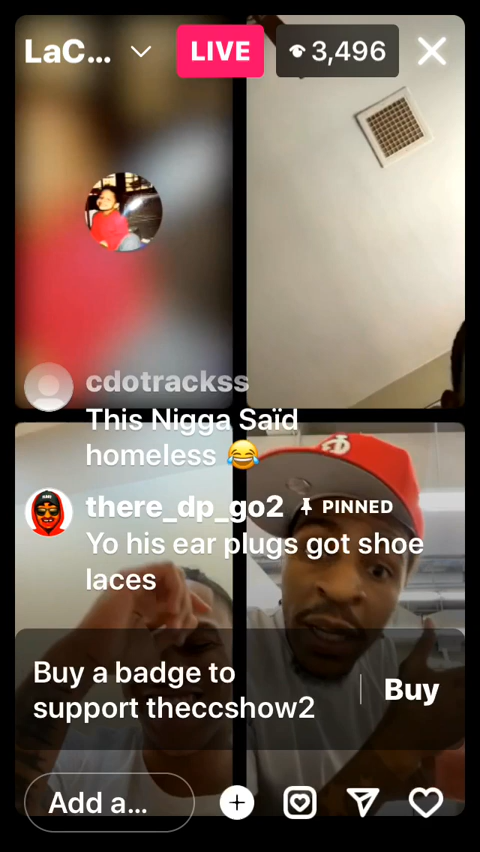 LaC...
LIVE
3,496
cdotrackss
This Nigga Saïd
homeless 😂
there_dp_go2 PINNED
Yo his ear plugs got shoe
laces
Buy a badge to
support theccshow2
Buy
Add a...